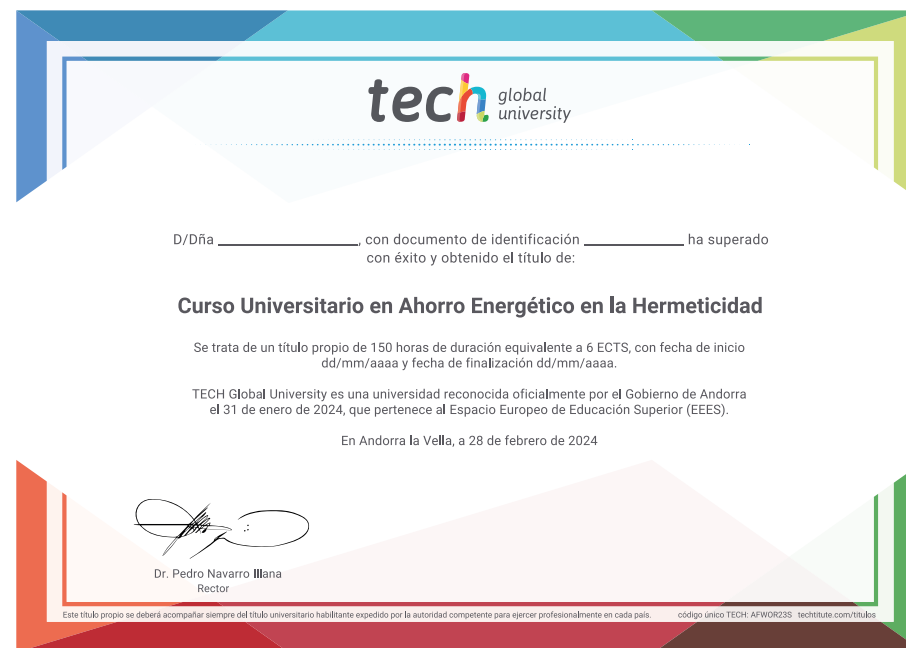 tech global university
D/Dña ____________________, con documento de identificación ______________ ha superado
con éxito y obtenido el título de:
Curso Universitario en Ahorro Energético en la Hermeticidad
Se trata de un título propio de 150 horas de duración equivalente a 6 ECTS, con fecha de inicio
dd/mm/aaaa y fecha de finalización dd/mm/aaaa.
TECH Global University es una universidad reconocida oficialmente por el Gobierno de Andorra
el 31 de enero de 2024, que pertenece al Espacio Europeo de Educación Superior (EEES).
En Andorra la Vella, a 28 de febrero de 2024
Dr. Pedro Navarro Illana
Rector
Este título propio se deberá acompañar siempre del título universitario habilitante expedido por la autoridad competente para ejercer profesionalmente en cada país. código único TECH: AFWOR23S techtitute.com/titulos